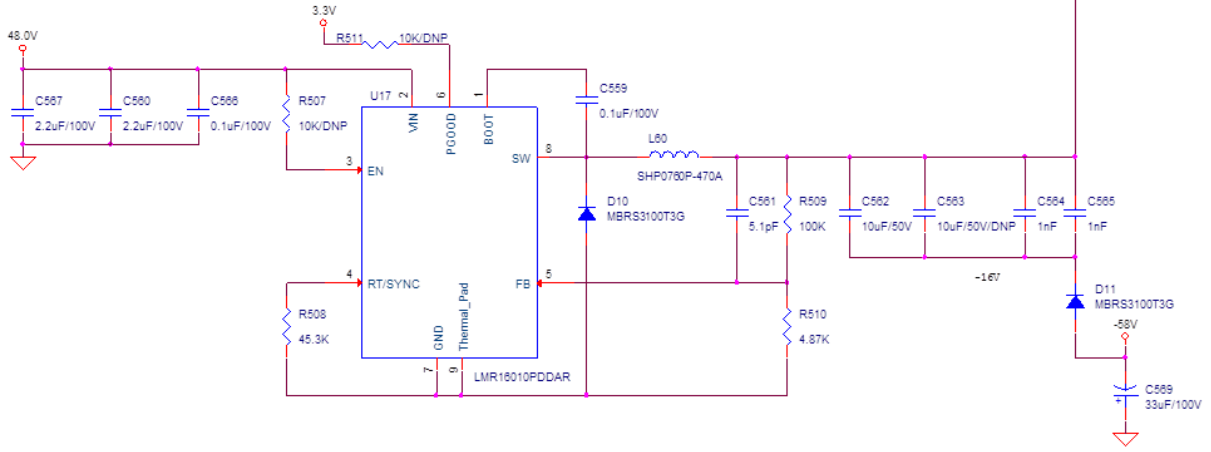 3.3V
48.0V
R511
10K/DNP
C567
2.2uF/100V
C560
2.2uF/100V
C566
0.1uF/100V
R507
10K/DNP
U17
2
6
1
VIN
PGOOD
BOOT
C559
0.1uF/100V
3
EN
SW
8
L60
SHP0760P-470A
D10
MBRS3100T3G
C561
5.1pF
R509
100K
C562
10uF/50V
C563
10uF/50V/DNP
C564
1nF
C565
1nF
4
RT/SYNC
FB
5
-16V
R508
45.3K
GND
Thermal_Pad
7
9
LMR16010PDDAR
R510
4.87K
D11
MBRS3100T3G
-58V
C569
+
33uF/100V